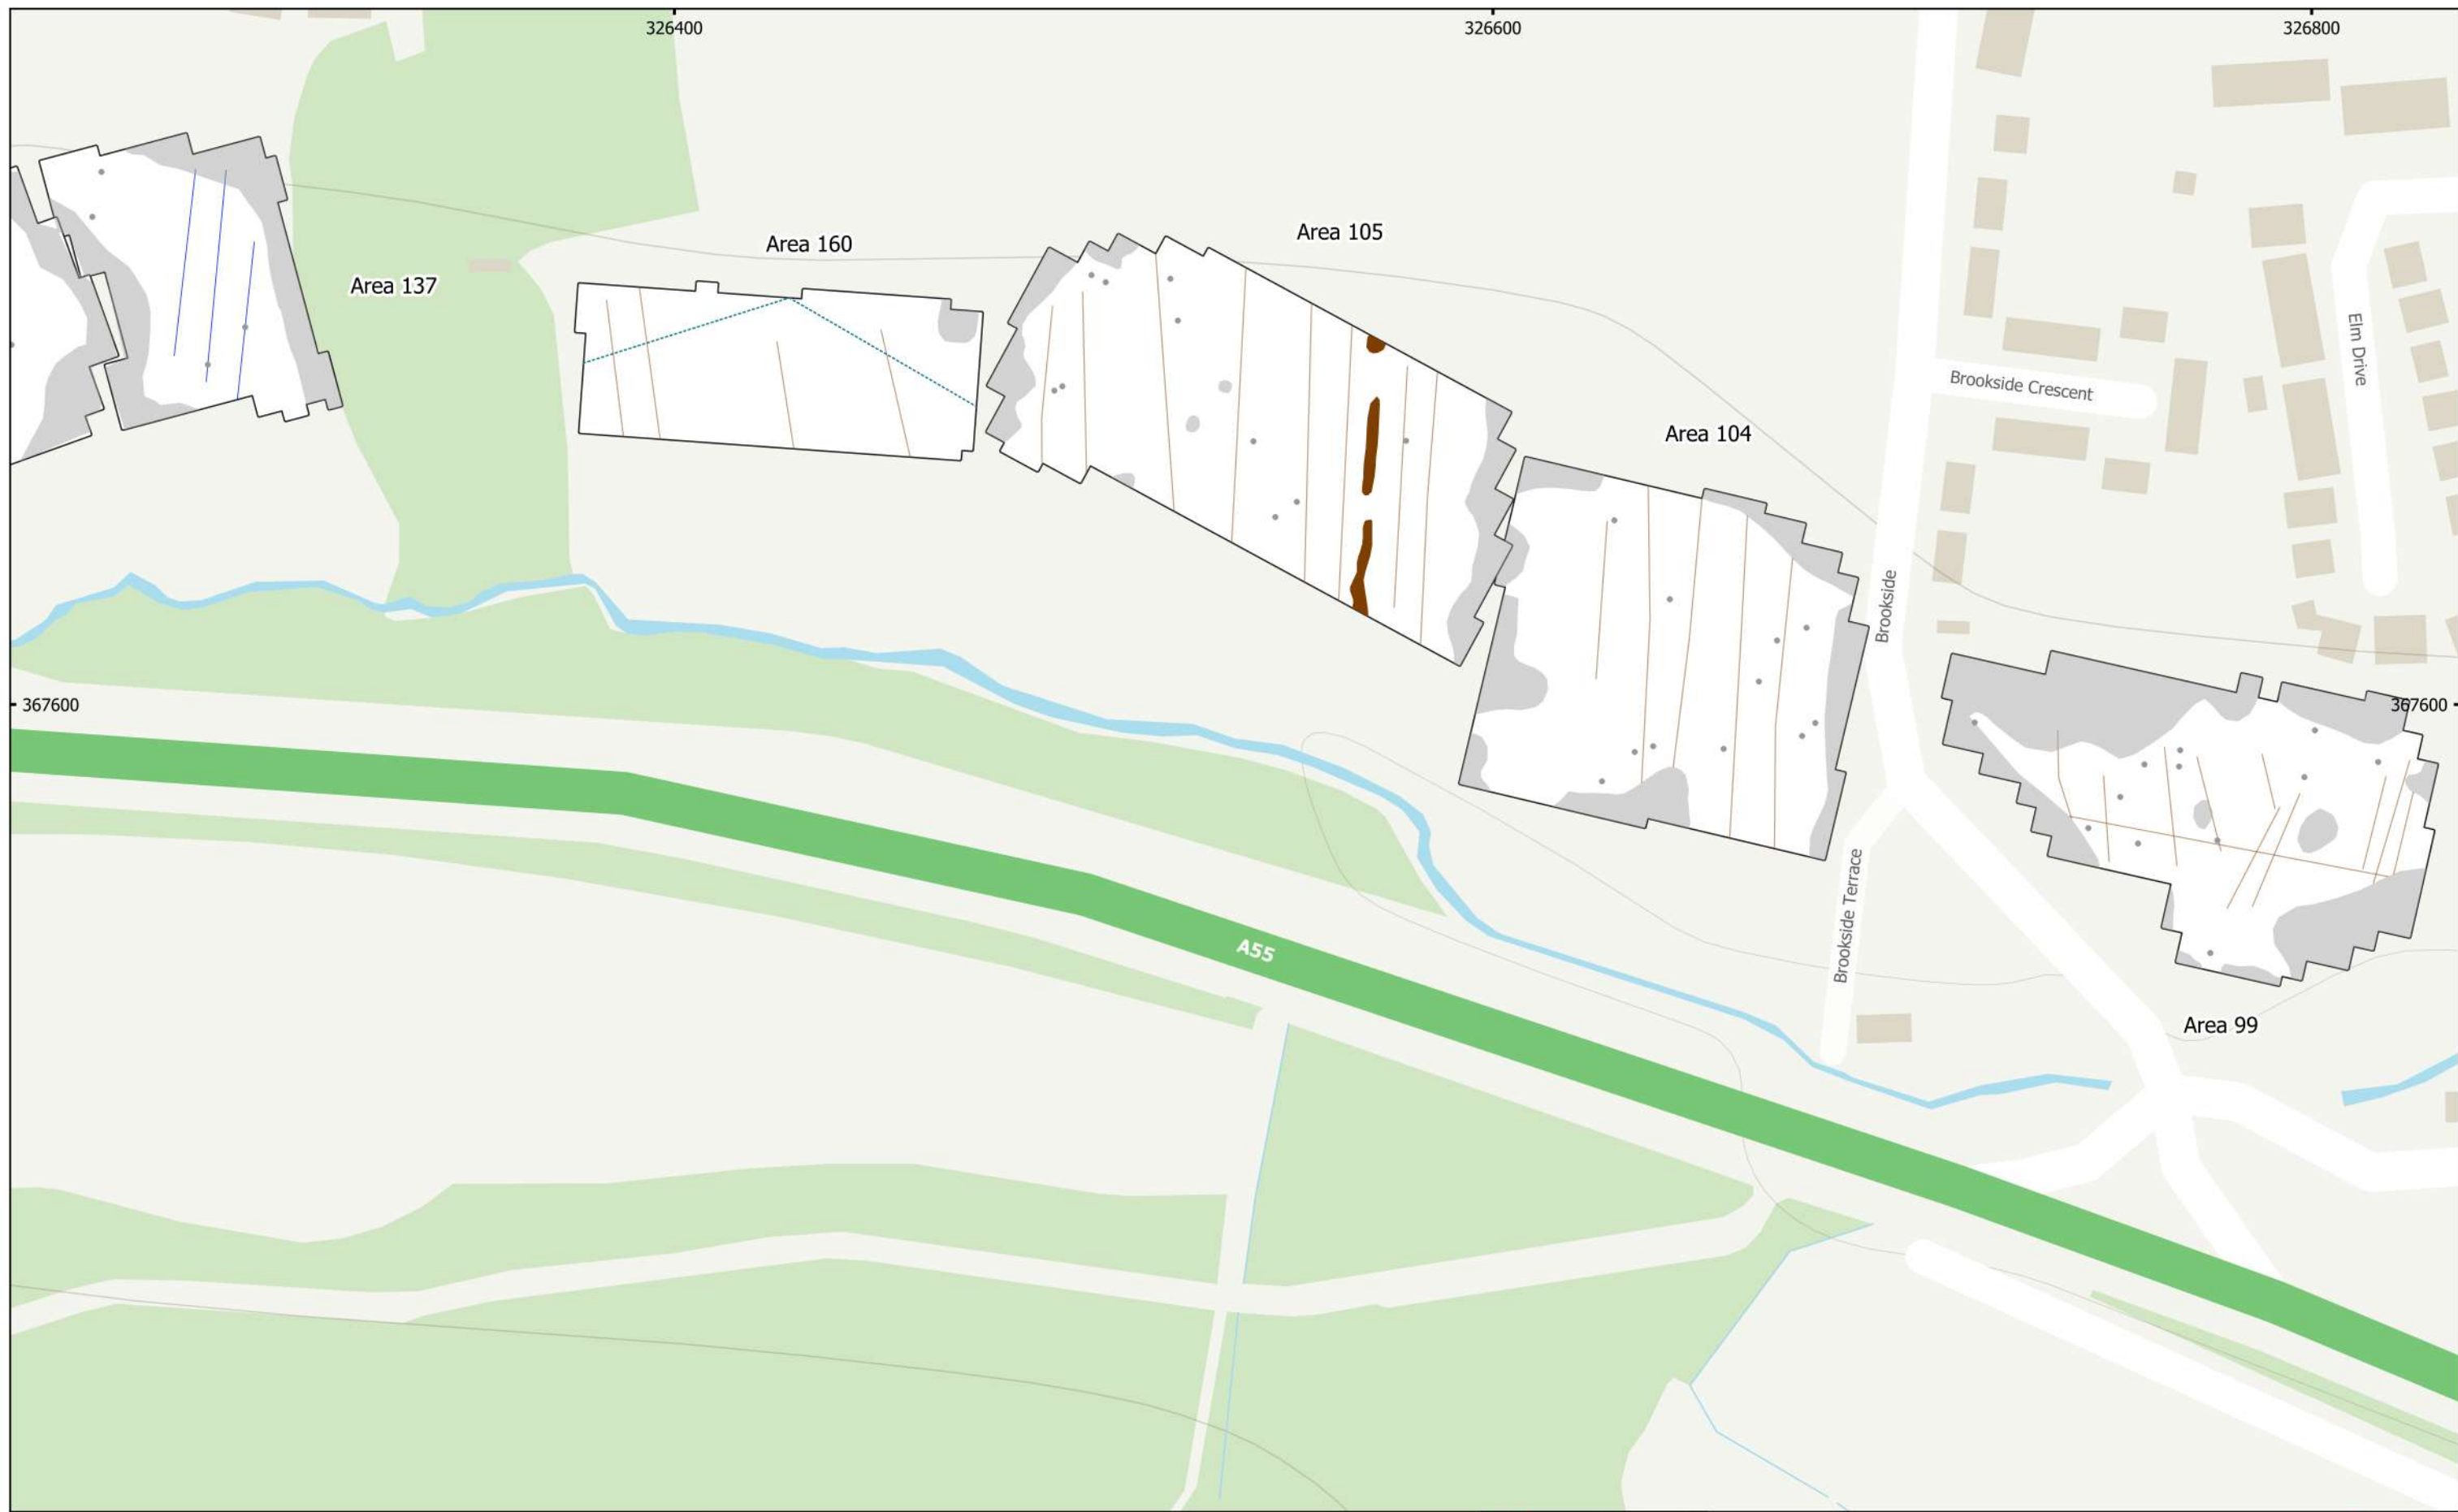 326400
326600
326800
Area 105
Area 160
Area 137
Elm Drive
Brookside Crescent
Area 104
Brookside
367600
367600
Brookside Terrace
A55
Area 99